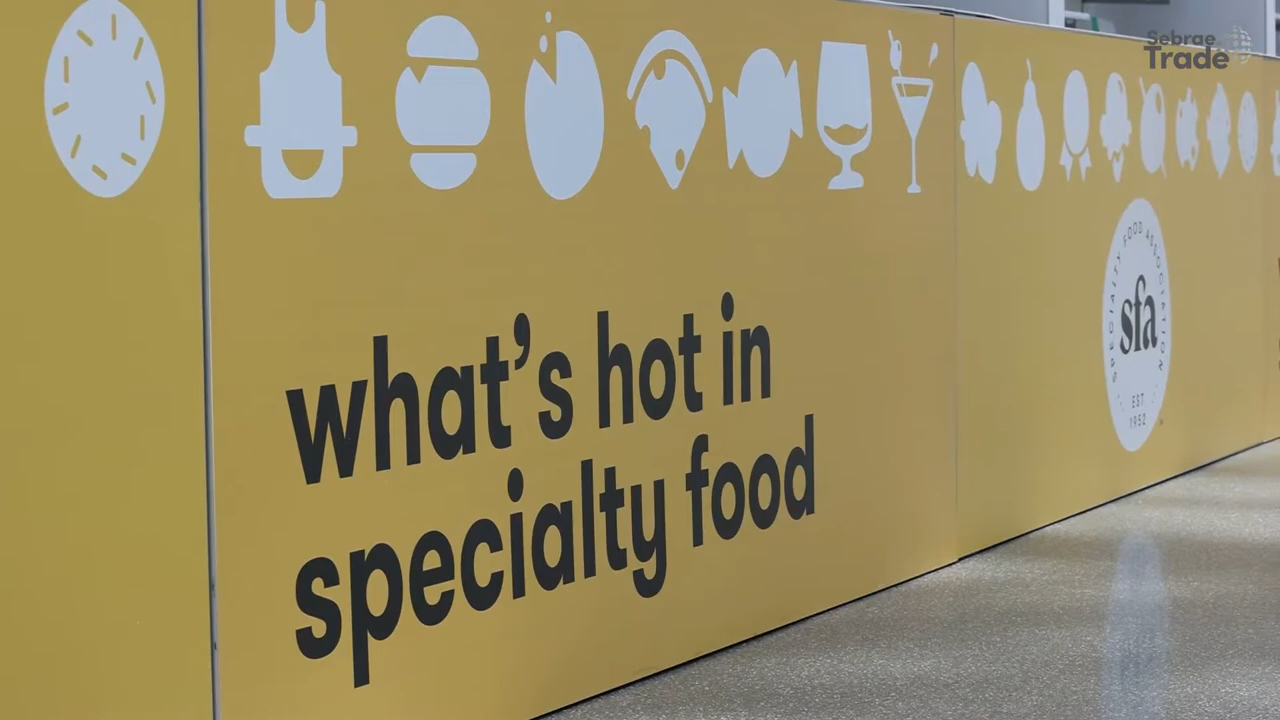 Sebrae
Trade
what's hot in
specialty food
SPECIALTY FOOD ASSOCIATION
sfa
EST
1952